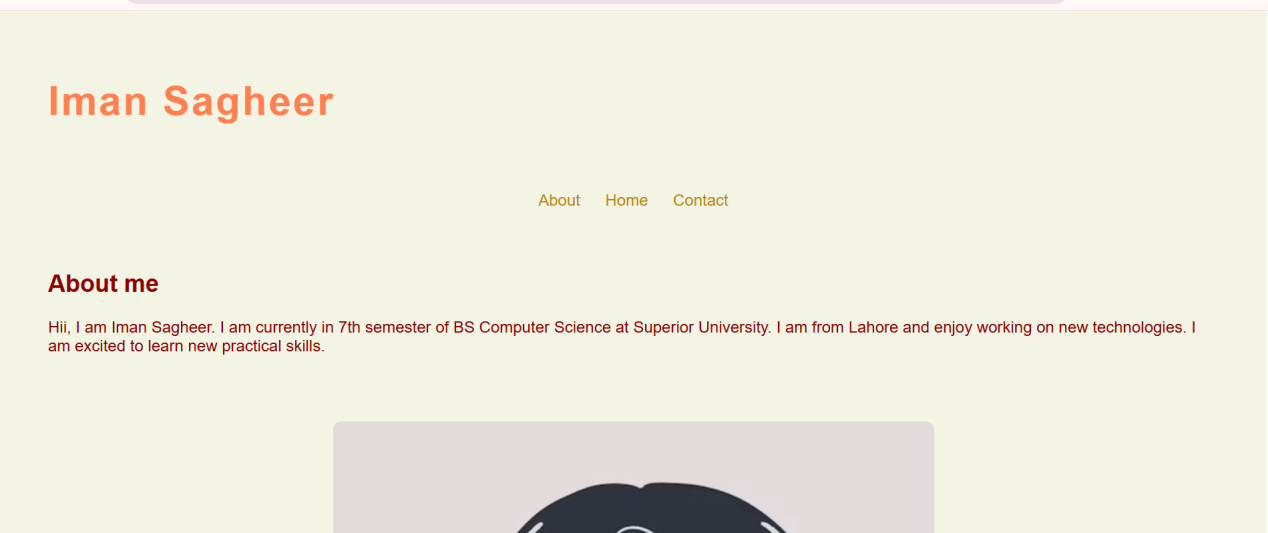 Iman Sagheer
About Home Contact
About me
Hii, I am Iman Sagheer. I am currently in 7th semester of BS Computer Science at Superior University. I am from Lahore and enjoy working on new technologies. I
am excited to learn new practical skills.